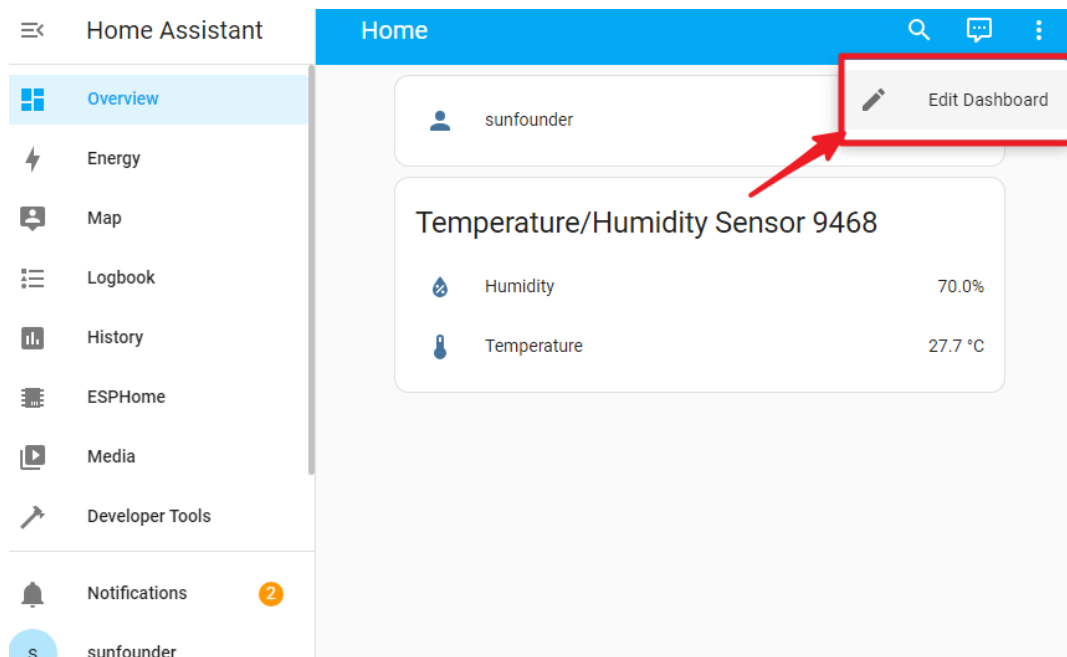 Home Assistant
Home
Overview
Energy
Map
Logbook
History
ESPHome
Media
Developer Tools
Notifications
2
s
sunfounder
Edit Dashboard
sunfounder
Temperature/Humidity Sensor 9468
Humidity 70.0%
Temperature 27.7 °C